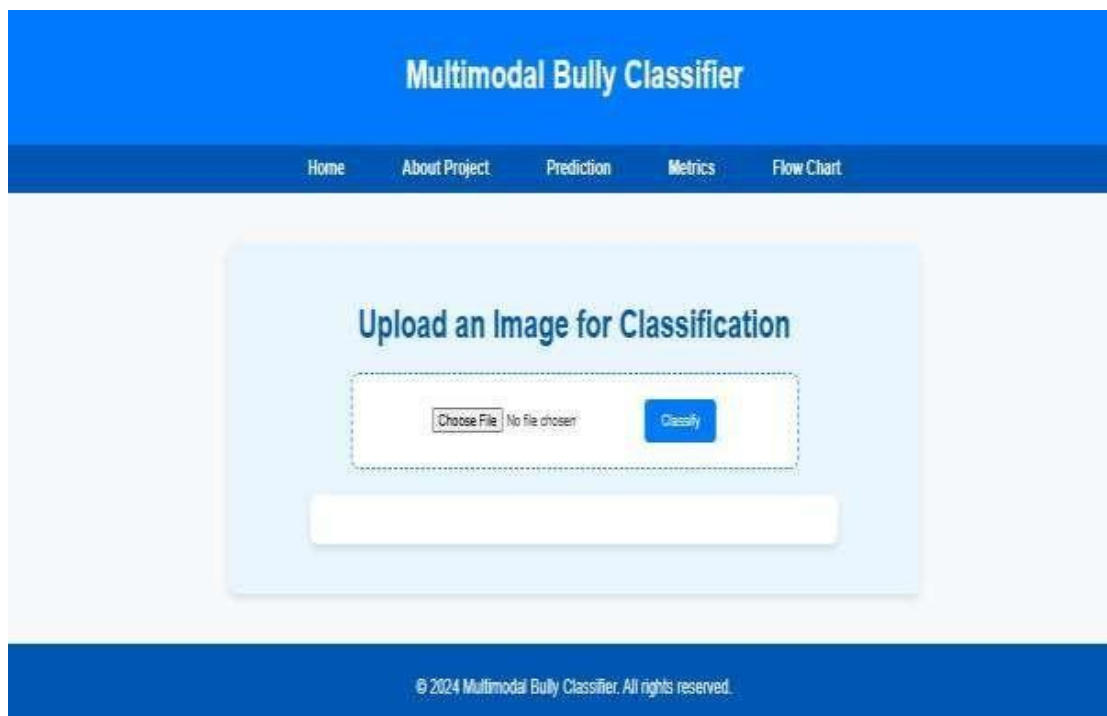 Multimodal Bully Classifier
Home About Project Prediction Metrics Flow Chart
Upload an Image for Classification
Choose File No file chosen Classify
© 2024 Multimodal Bully Classifier. All rights reserved.